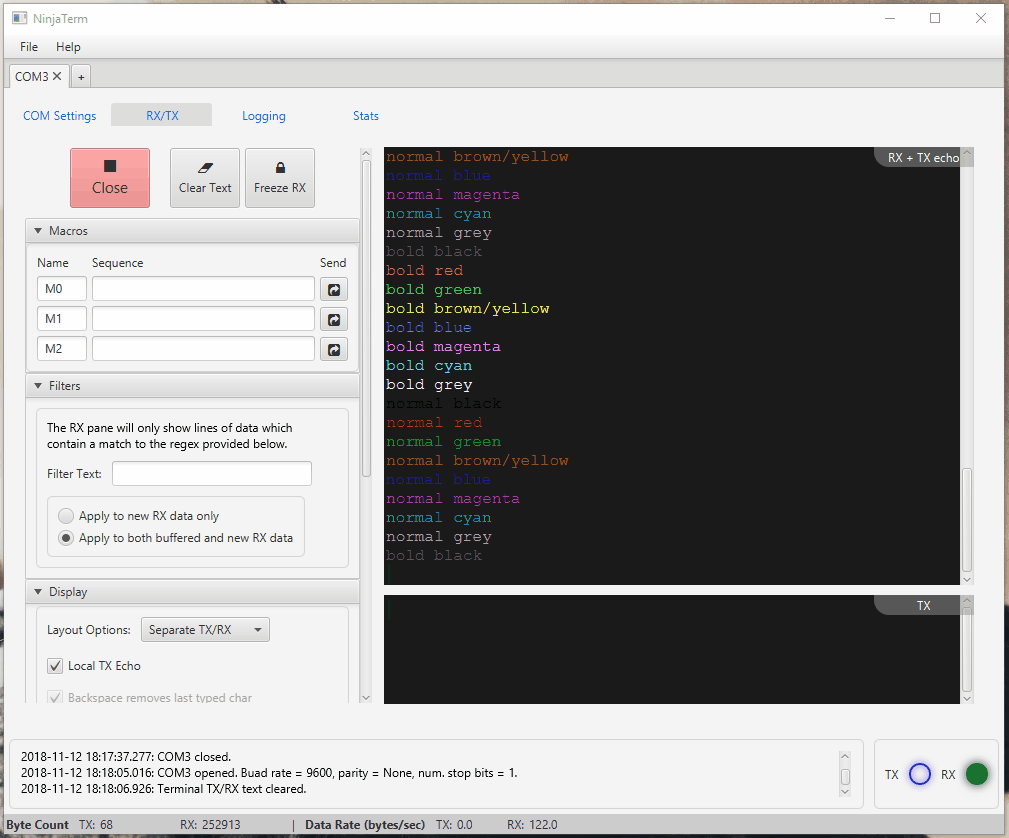 NinjaTerm
File Help
COM3 +
COM Settings RX/TX Logging Stats
Close Clear Text Freeze RX
Macros
Name Sequence Send
M0
M1
M2
Filters
The RX pane will only show lines of data which
contain a match to the regex provided below.
Filter Text:
Apply to new RX data only
Apply to both buffered and new RX data
Display
Layout Options: Separate TX/RX
Local TX Echo
Backspace removes last typed char
RX + TX echo
normal brown/yellow
normal blue
normal magenta
normal cyan
normal grey
bold black
bold red
bold green
bold brown/yellow
bold blue
bold magenta
bold cyan
bold grey
normal black
normal red
normal green
normal brown/yellow
normal blue
normal magenta
normal cyan
normal grey
bold black
TX
2018-11-12 18:17:37.277: COM3 closed.
2018-11-12 18:18:05.016: COM3 opened. Buad rate = 9600, parity = None, num. stop bits = 1.
2018-11-12 18:18:06.926: Terminal TX/RX text cleared.
TX RX
Byte Count TX: 68 RX: 252913 | Data Rate (bytes/sec) TX: 0.0 RX: 122.0